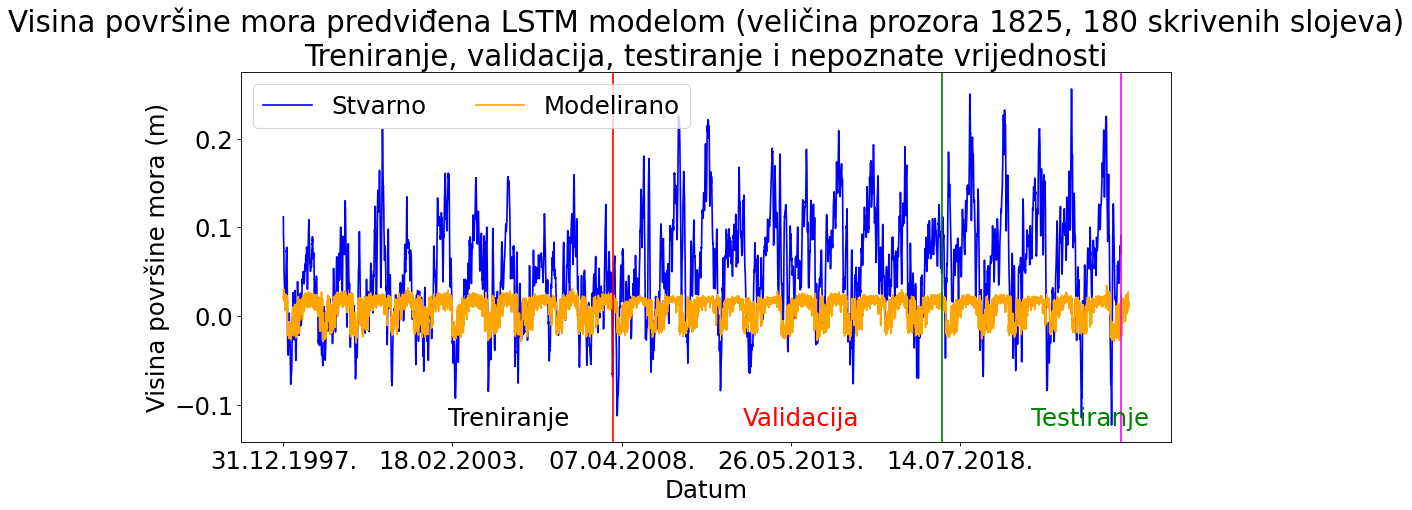 Visina površine mora predviđena LSTM modelom (veličina prozora 1825, 180 skrivenih slojeva)
Treniranje, validacija, testiranje i nepoznate vrijednosti
Stvarno Modelirano
Visina površine mora (m)
0.2
0.1
0.0
−0.1
Treniranje Validacija Testiranje
31.12.1997. 18.02.2003. 07.04.2008. 26.05.2013. 14.07.2018.
Datum